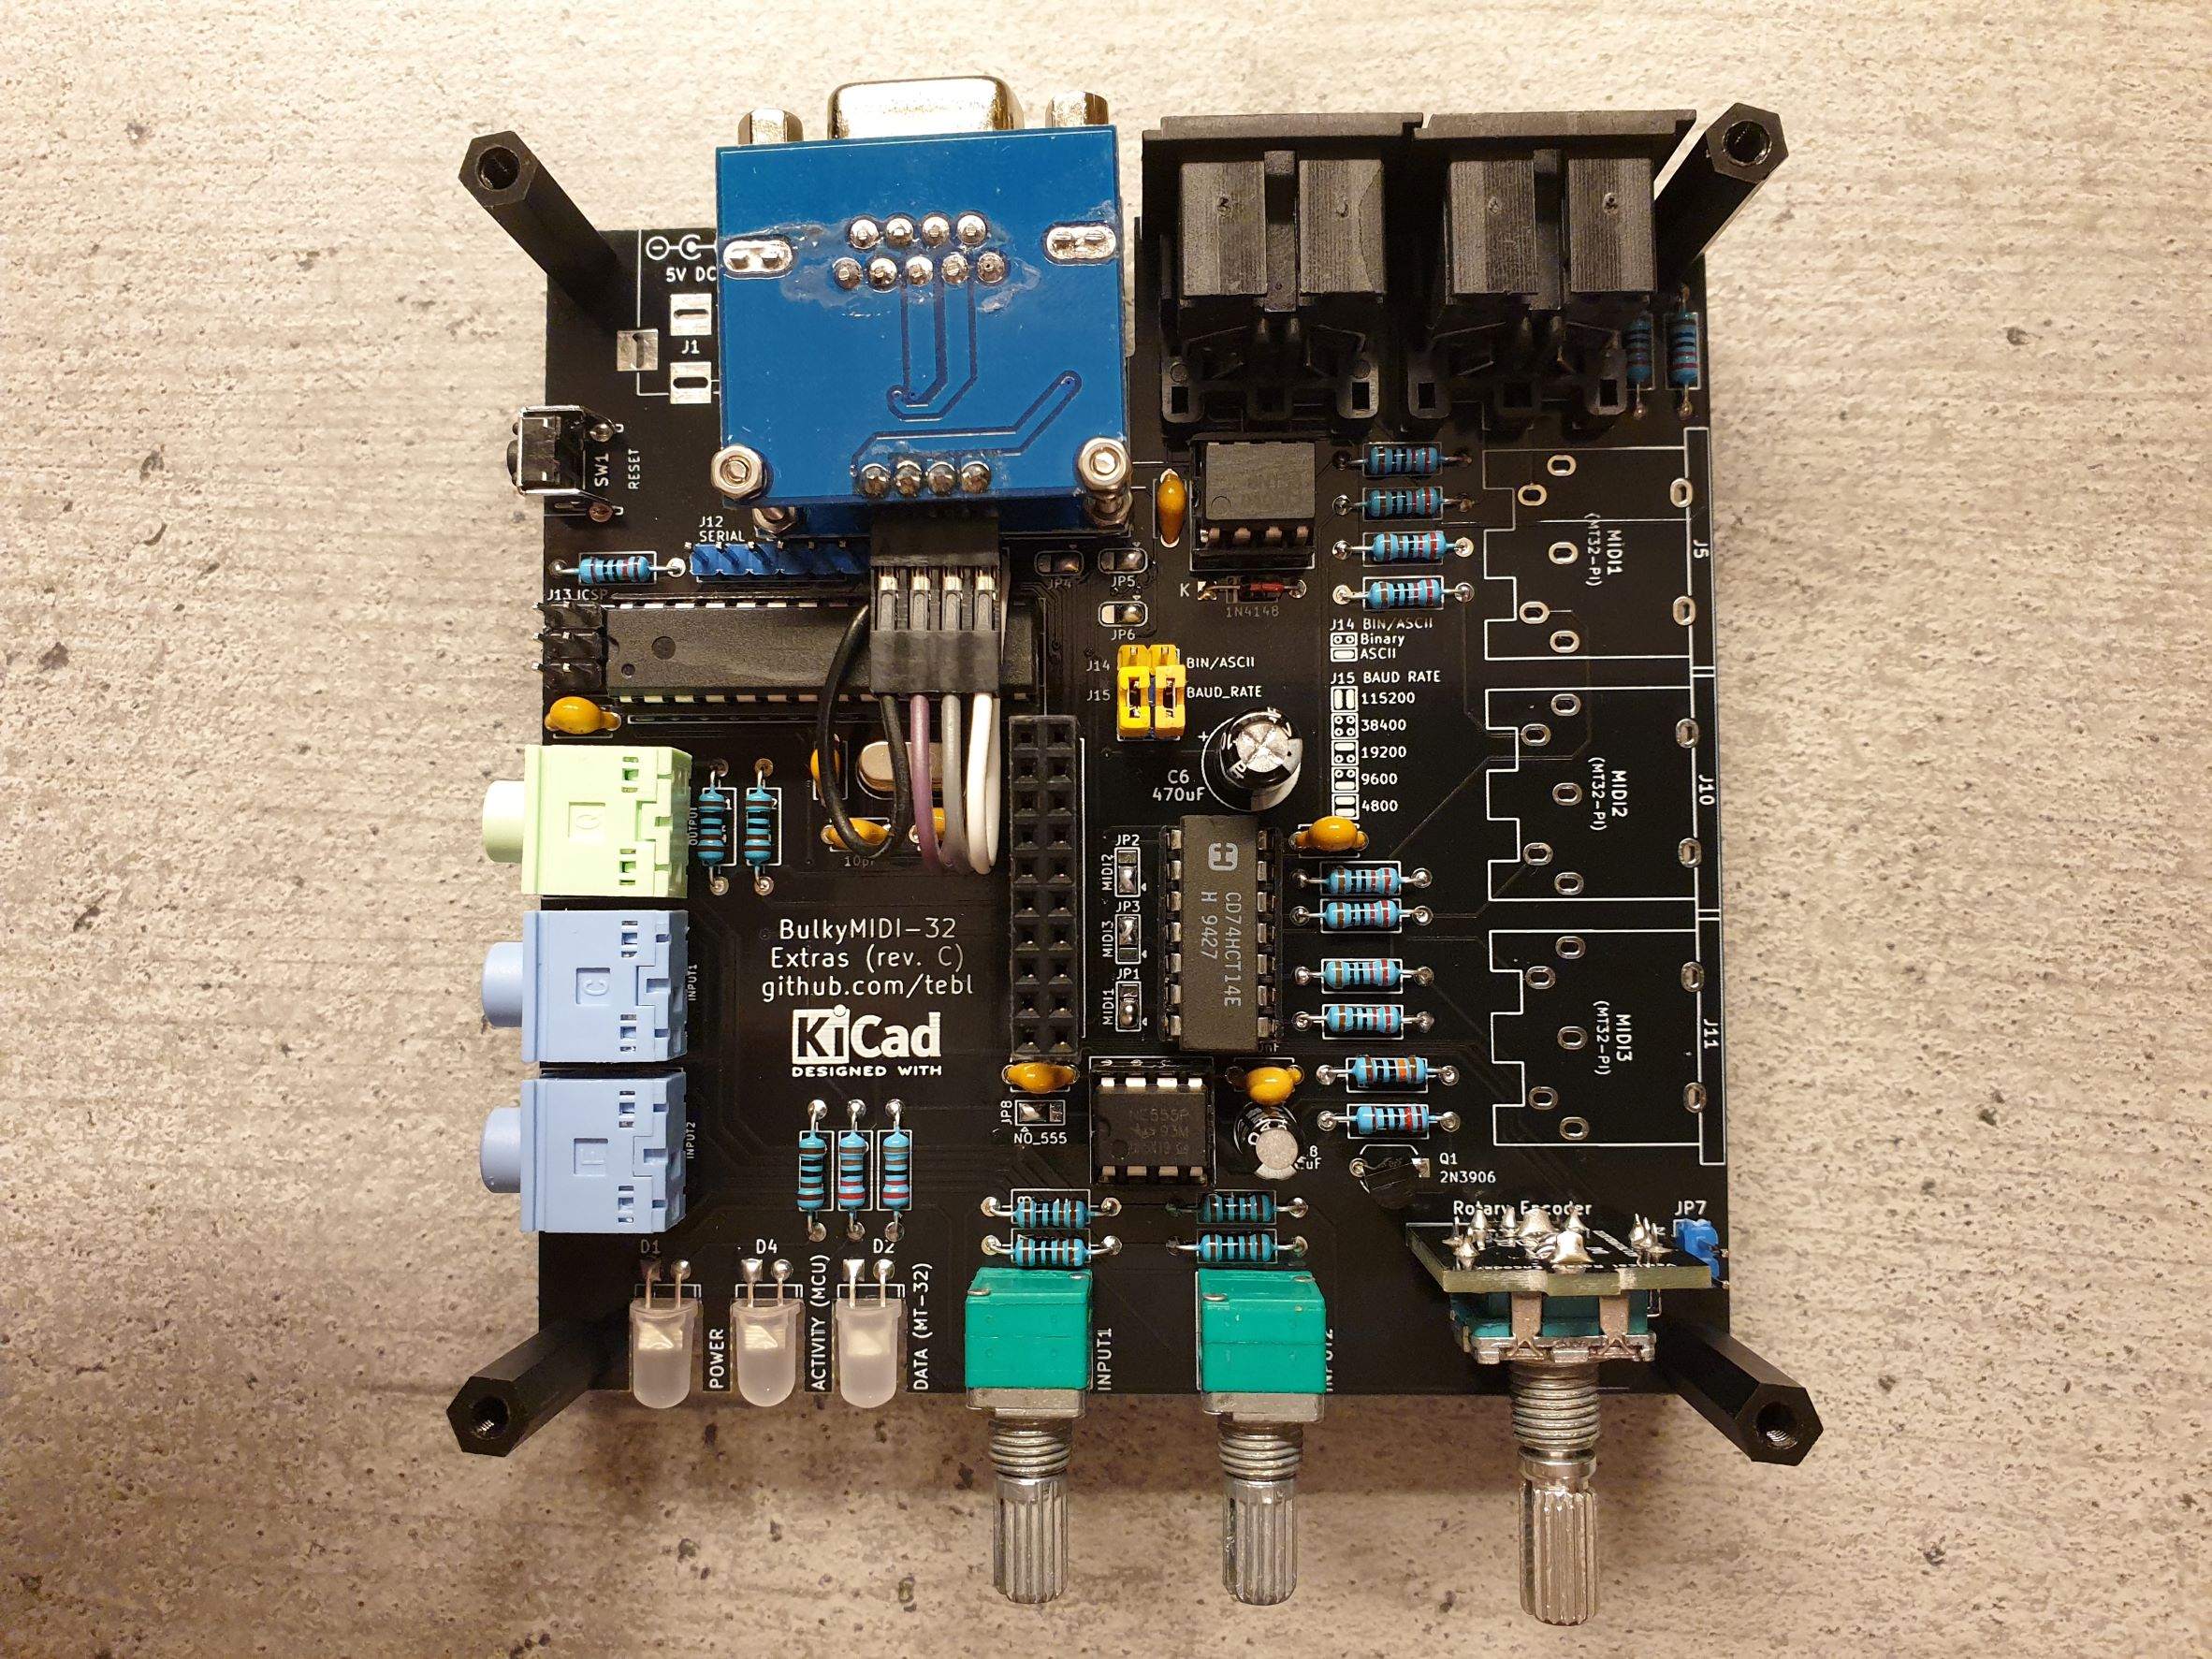 5V DC
J1
SW1
RESET
J12
SERIAL
J13 ICSP
JP4
JP5
JP6
K
1N4148
J14
BIN/ASCII
J15
BAUD_RATE
J14 BIN/ASCII
Binary
ASCII
J15 BAUD RATE
115200
38400
19200
9600
4800
MIDI1
(MT32-PI)
J5
MIDI2
(MT32-PI)
J10
MIDI3
(MT32-PI)
J11
+
C6
470uF
OUTPUT
INPUT1
INPUT2
BulkyMIDI-32
Extras (rev. C)
github.com/tebl
KiCad
DESIGNED WITH
JP2
MIDI2
JP3
MIDI3
JP1
MIDI1
CD74HCT14E
H 9427
JP8
NO_555
NE555P
Q1
2N3906
Rotary Encoder
JP7
D1
D4
D2
POWER
ACTIVITY (MCU)
DATA (MT-32)
INPUT1